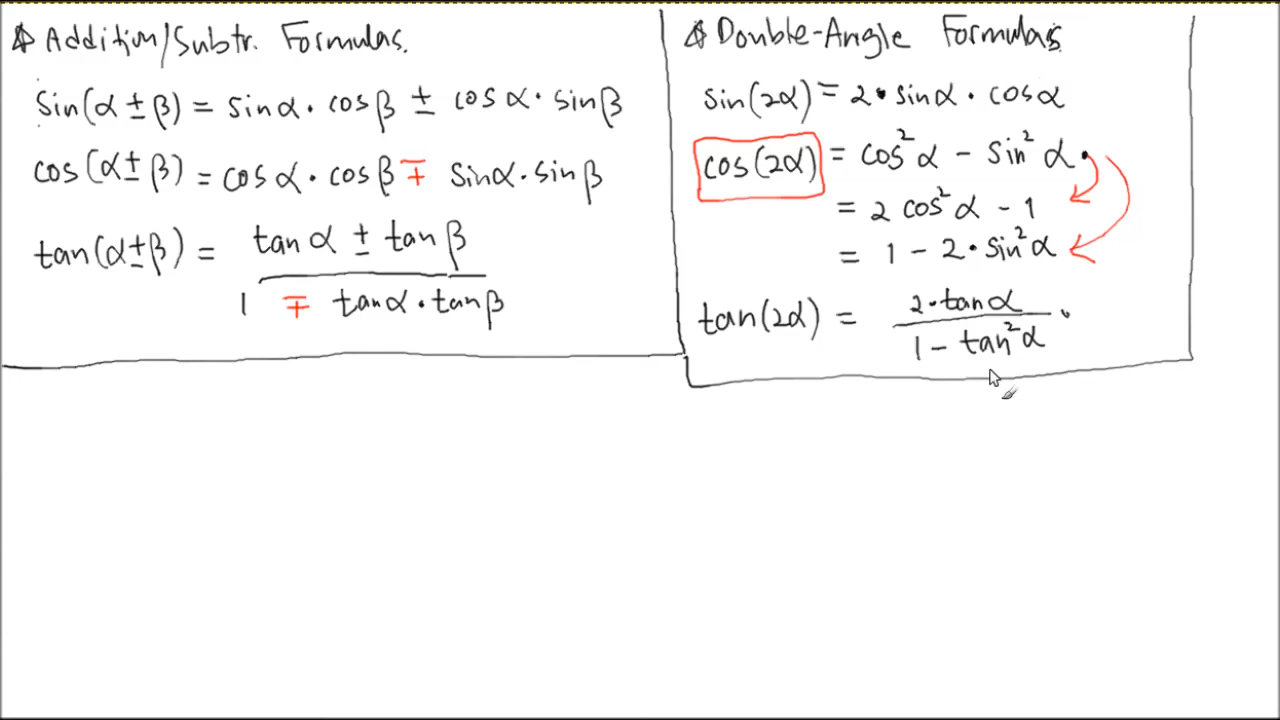 Addition/Subtr. Formulas.
sin(α ± β) = sinα · cosβ ± cosα · sinβ
cos(α ± β) = cosα · cosβ ∓ sinα · sinβ
tan(α ± β) = tanα ± tanβ
1 ∓ tanα · tanβ
Double-Angle Formulas
sin(2α) = 2 · sinα · cosα
cos(2α) = cos²α − sin²α
= 2 cos²α − 1
= 1 − 2 · sin²α
tan(2α) = 2 · tanα
1 − tan²α